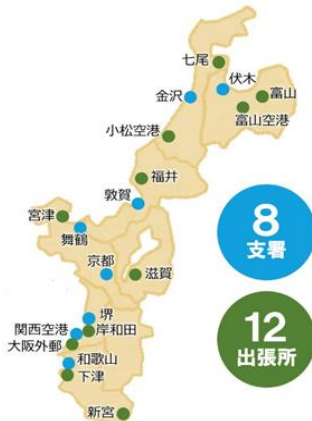 七尾
伏木
金沢
富山
富山空港
小松空港
福井
敦賀
宮津
舞鶴
京都
滋賀
堺
関西空港
岸和田
大阪外郵
和歌山
下津
新宮
8
支署
12
出張所